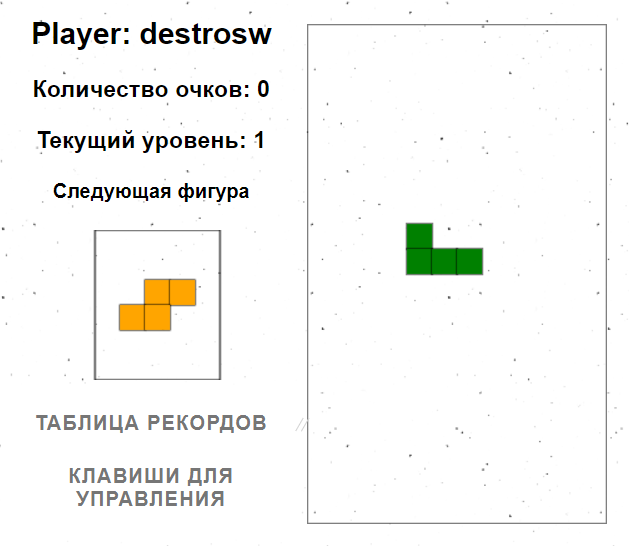 Player: destrosw
Количество очков: 0
Текущий уровень: 1
Следующая фигура
ТАБЛИЦА РЕКОРДОВ
КЛАВИШИ ДЛЯ
УПРАВЛЕНИЯ